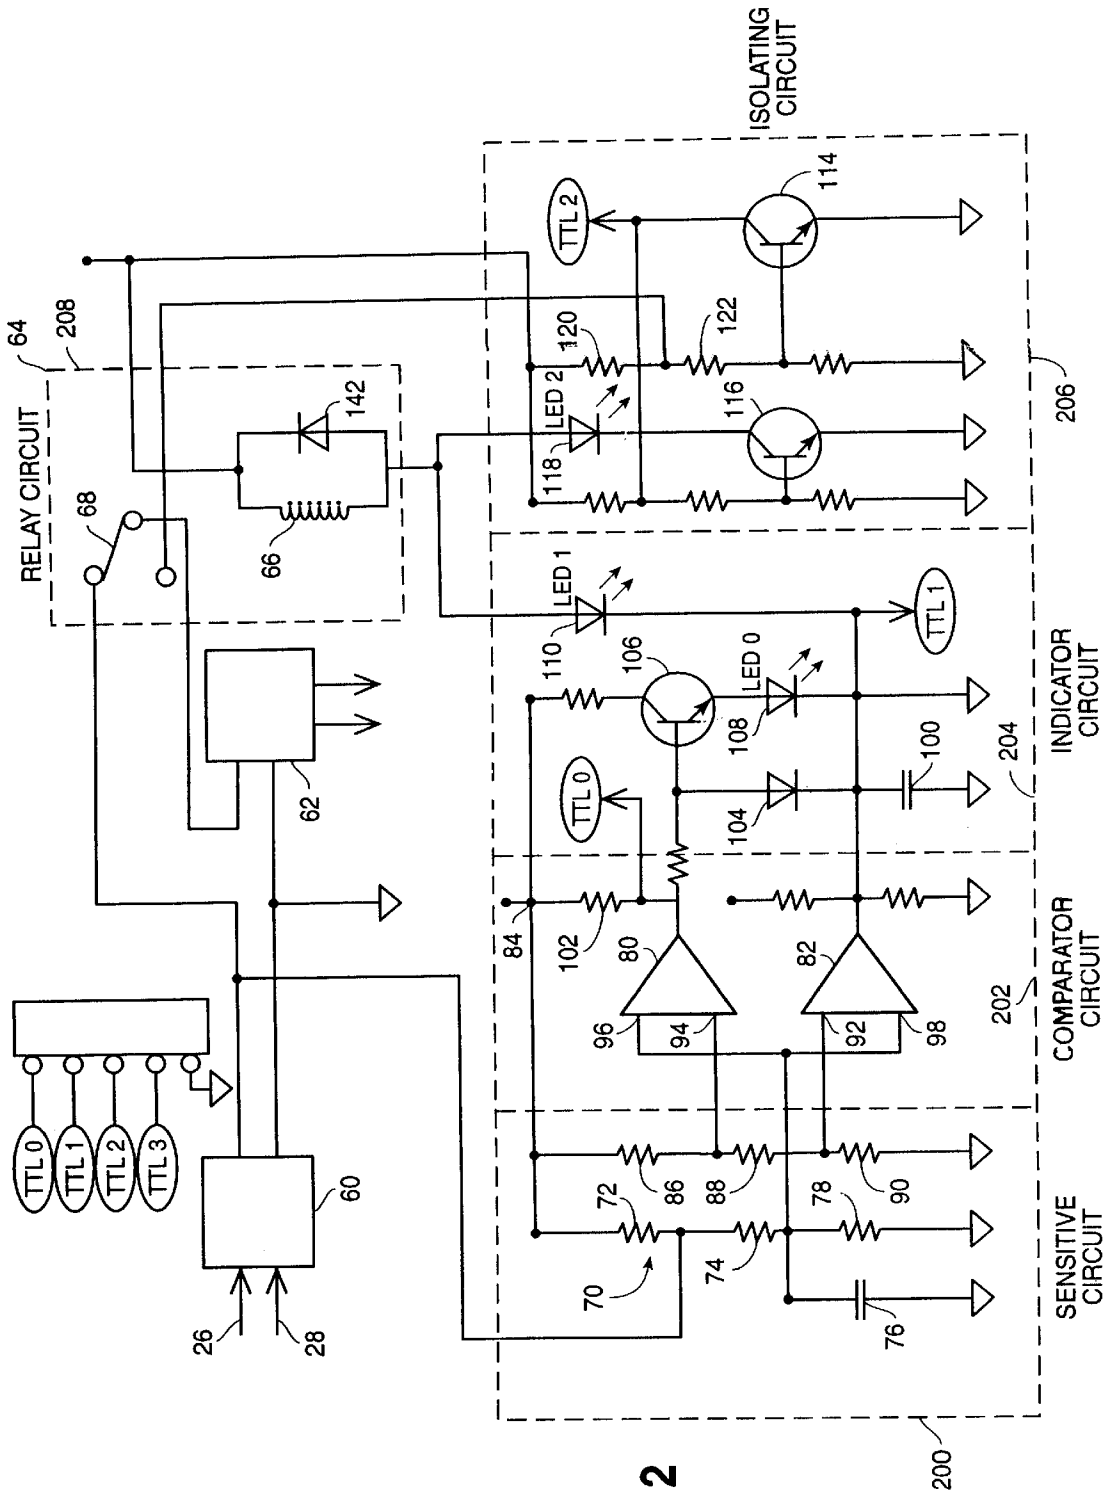 RELAY CIRCUIT
64
208
68
66
142
62
TTL 0
TTL 1
TTL 2
TTL 3
60
26
28
ISOLATING
CIRCUIT
TTL 2
114
120
122
LED 2
118
116
206
LED 1
110
106
LED 0
108
104
100
TTL 1
TTL 0
204
INDICATOR
CIRCUIT
84
102
80
82
96
94
92
98
202
COMPARATOR
CIRCUIT
72
86
88
90
70
74
78
76
SENSITIVE
CIRCUIT
200
2